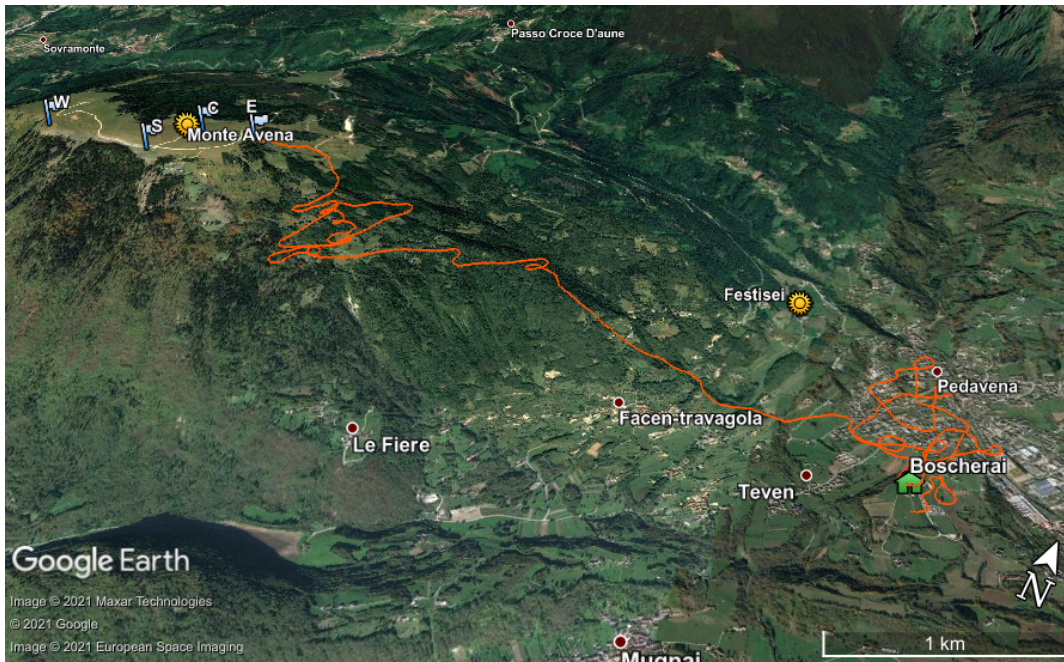 Sovramonte
Passo Croce D'aune
W
S
C
E
Monte Avena
Festisei
Pedavena
Facen-travagola
Le Fiere
Boscherai
Teven
Google Earth
Image © 2021 Maxar Technologies
© 2021 Google
Image © 2021 European Space Imaging
N
1 km
Mugnai